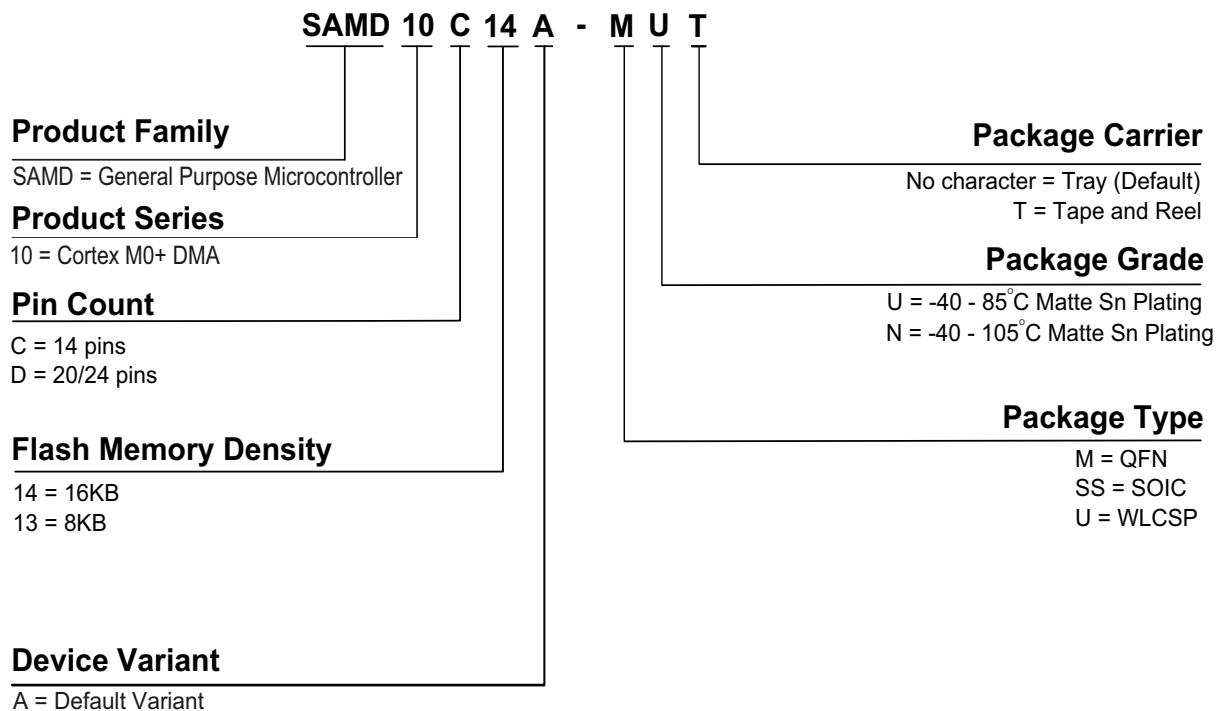 SAMD 10 C 14 A - M U T
Product Family
SAMD = General Purpose Microcontroller
Product Series
10 = Cortex M0+ DMA
Pin Count
C = 14 pins
D = 20/24 pins
Flash Memory Density
14 = 16KB
13 = 8KB
Device Variant
A = Default Variant
Package Carrier
No character = Tray (Default)
T = Tape and Reel
Package Grade
U = -40 - 85°C Matte Sn Plating
N = -40 - 105°C Matte Sn Plating
Package Type
M = QFN
SS = SOIC
U = WLCSP